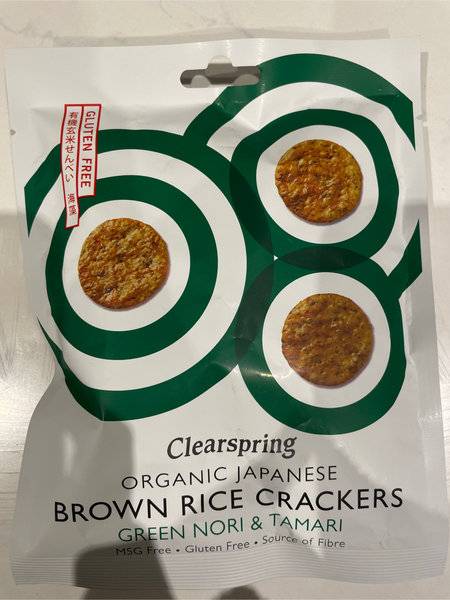 GLUTEN FREE
有機玄米せんべい 海苔
Clearspring
ORGANIC JAPANESE
BROWN RICE CRACKERS
GREEN NORI & TAMARI
MSG Free • Gluten Free • Source of Fibre